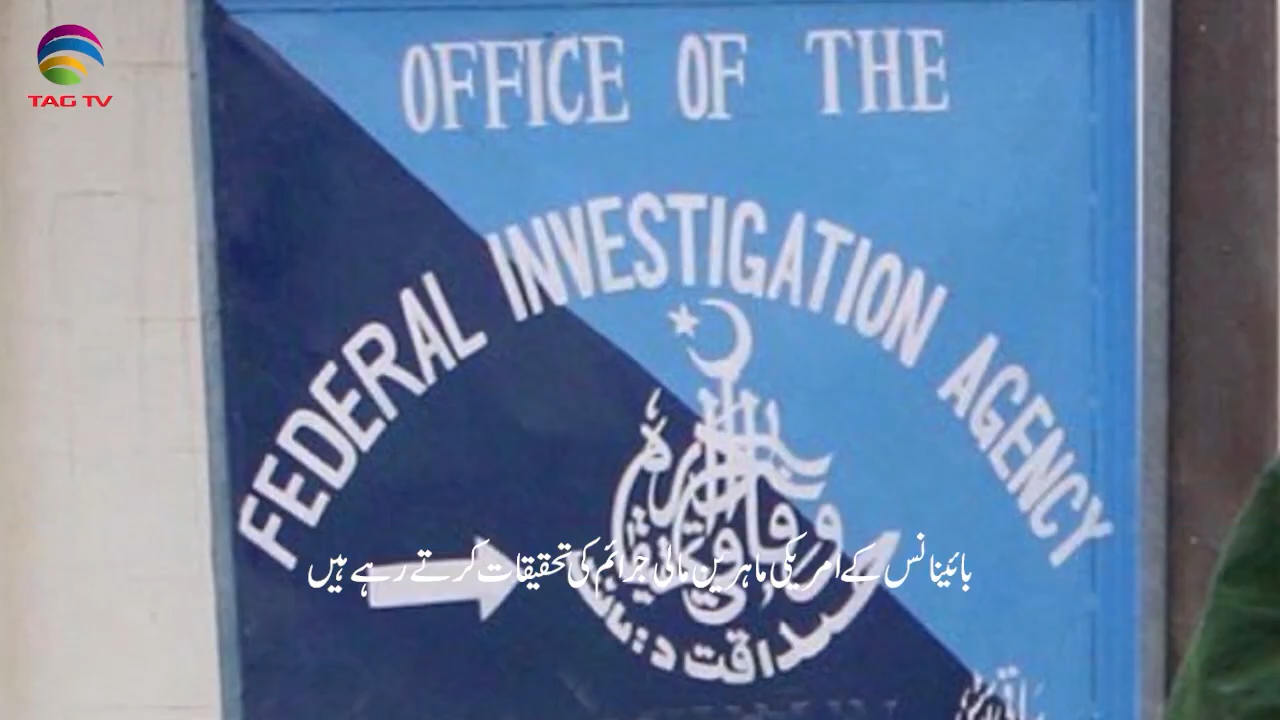 TAG TV
OFFICE OF THE
FEDERAL INVESTIGATION AGENCY
بائینانس کے امریکی ماہرین مالی جرائم کی تحقیقات کرتے رہے ہیں
صداقت